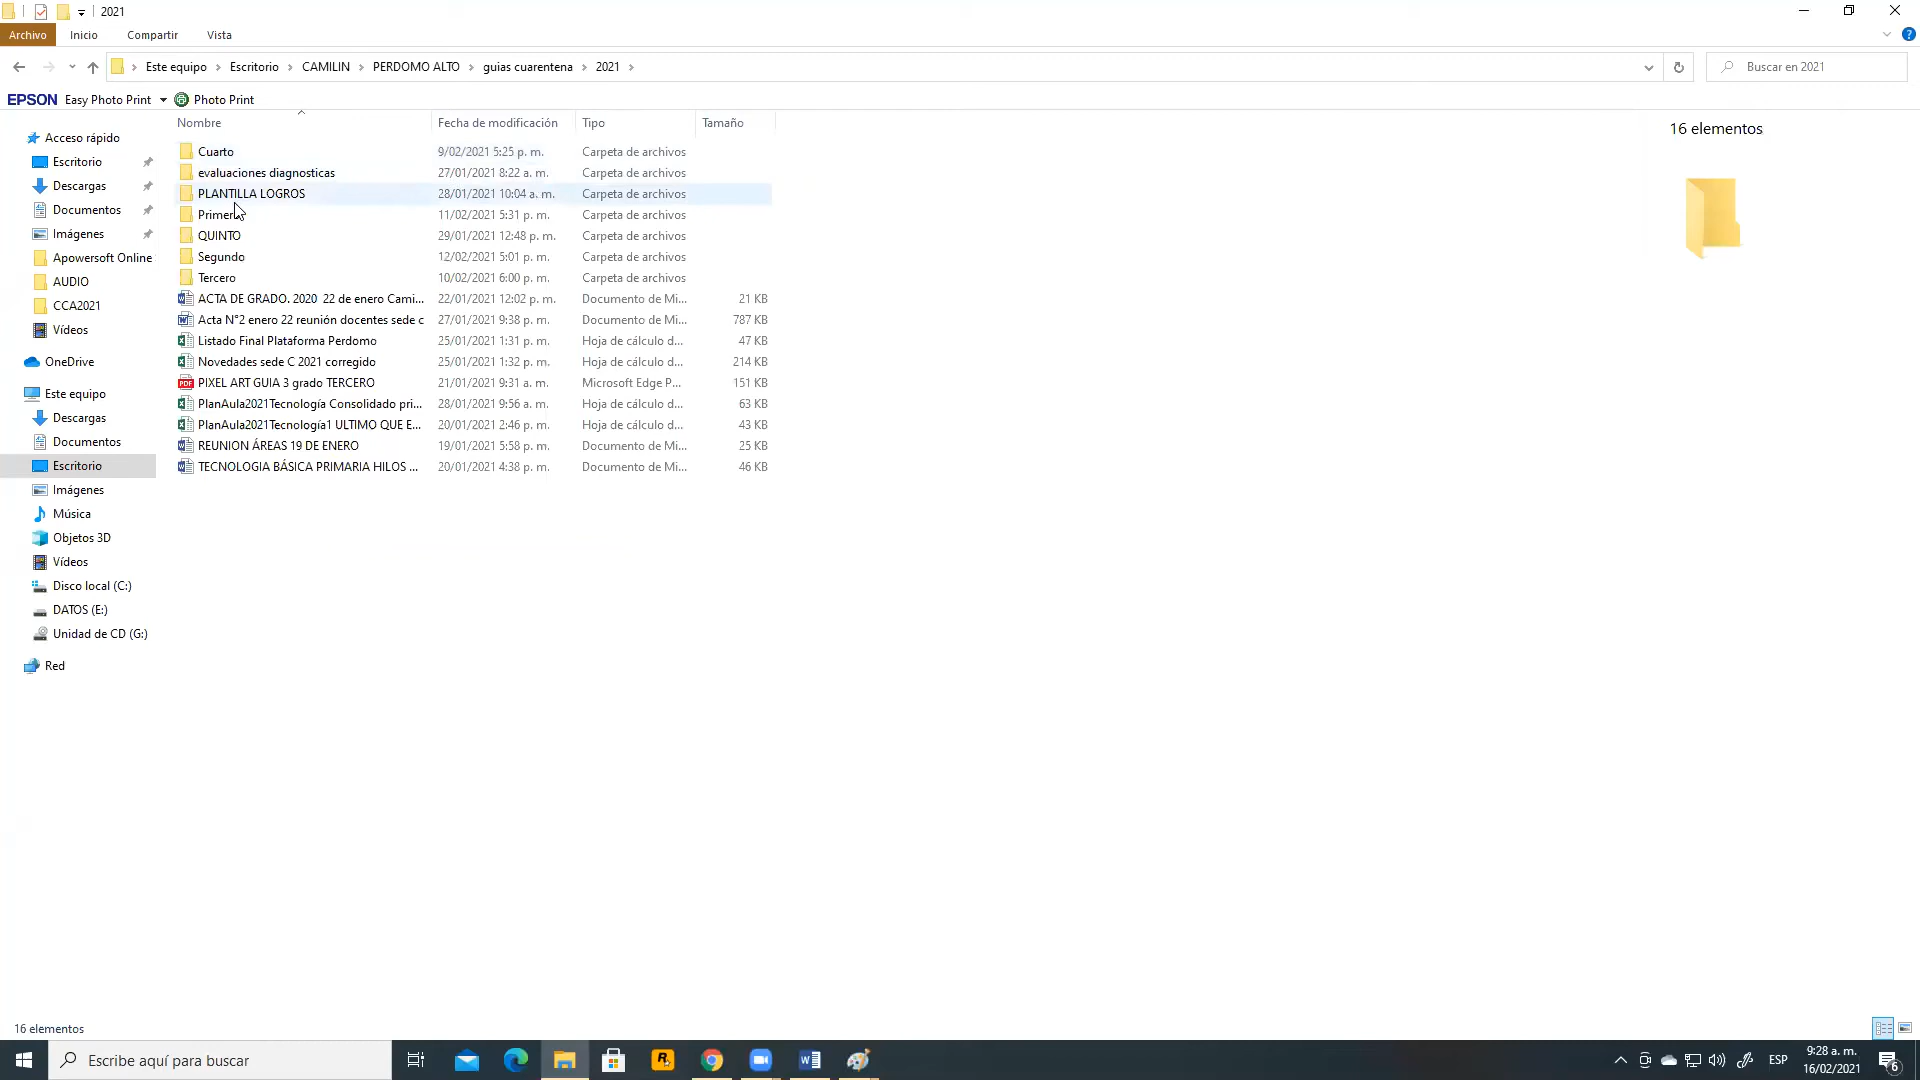 2021
Archivo Inicio Compartir Vista
Este equipo Escritorio CAMILIN PERDOMO ALTO guias cuarentena 2021 Buscar en 2021
EPSON Easy Photo Print Photo Print
Nombre Fecha de modificación Tipo Tamaño
Cuarto 9/02/2021 5:25 p. m. Carpeta de archivos
evaluaciones diagnosticas 27/01/2021 8:22 a. m. Carpeta de archivos
PLANTILLA LOGROS 28/01/2021 10:04 a. m. Carpeta de archivos
Primer 11/02/2021 5:31 p. m. Carpeta de archivos
QUINTO 29/01/2021 12:48 p. m. Carpeta de archivos
Segundo 12/02/2021 5:01 p. m. Carpeta de archivos
Tercero 10/02/2021 6:00 p. m. Carpeta de archivos
ACTA DE GRADO. 2020 22 de enero Cami... 22/01/2021 12:02 p. m. Documento de Mi... 21 KB
Acta N°2 enero 22 reunión docentes sede c 27/01/2021 9:38 p. m. Documento de Mi... 787 KB
Listado Final Plataforma Perdomo 25/01/2021 1:31 p. m. Hoja de cálculo d... 47 KB
Novedades sede C 2021 corregido 25/01/2021 1:32 p. m. Hoja de cálculo d... 214 KB
PDF PIXEL ART GUIA 3 grado TERCERO 21/01/2021 9:31 a. m. Microsoft Edge P... 151 KB
PlanAula2021Tecnología Consolidado pri... 28/01/2021 9:56 a. m. Hoja de cálculo d... 63 KB
PlanAula2021Tecnología1 ULTIMO QUE E... 20/01/2021 2:46 p. m. Hoja de cálculo d... 43 KB
REUNION ÁREAS 19 DE ENERO 19/01/2021 5:58 p. m. Documento de Mi... 25 KB
TECNOLOGIA BÁSICA PRIMARIA HILOS ... 20/01/2021 4:38 p. m. Documento de Mi... 46 KB
Acceso rápido
Escritorio
Descargas
Documentos
Imágenes
Apowersoft Online
AUDIO
CCA2021
Vídeos
OneDrive
Este equipo
Descargas
Documentos
Escritorio
Imágenes
Música
Objetos 3D
Vídeos
Disco local (C:)
DATOS (E:)
Unidad de CD (G:)
Red
16 elementos
16 elementos
Escribe aquí para buscar
ESP
9:28 a. m.
16/02/2021
6